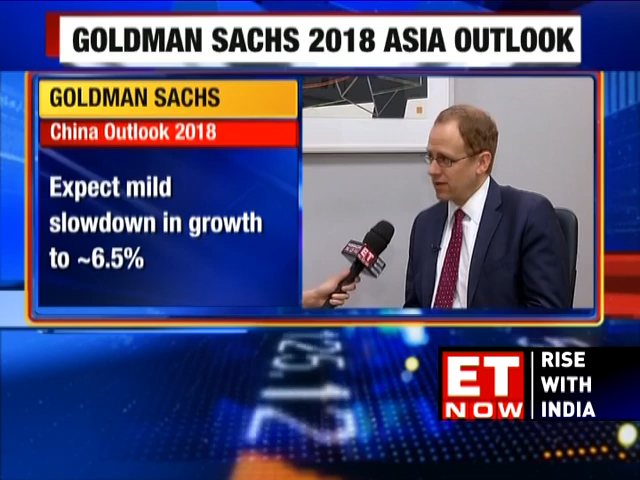 GOLDMAN SACHS 2018 ASIA OUTLOOK
GOLDMAN SACHS
China Outlook 2018
Expect mild
slowdown in growth
to ~6.5%
ET
ET
NOW
RISE
WITH
INDIA